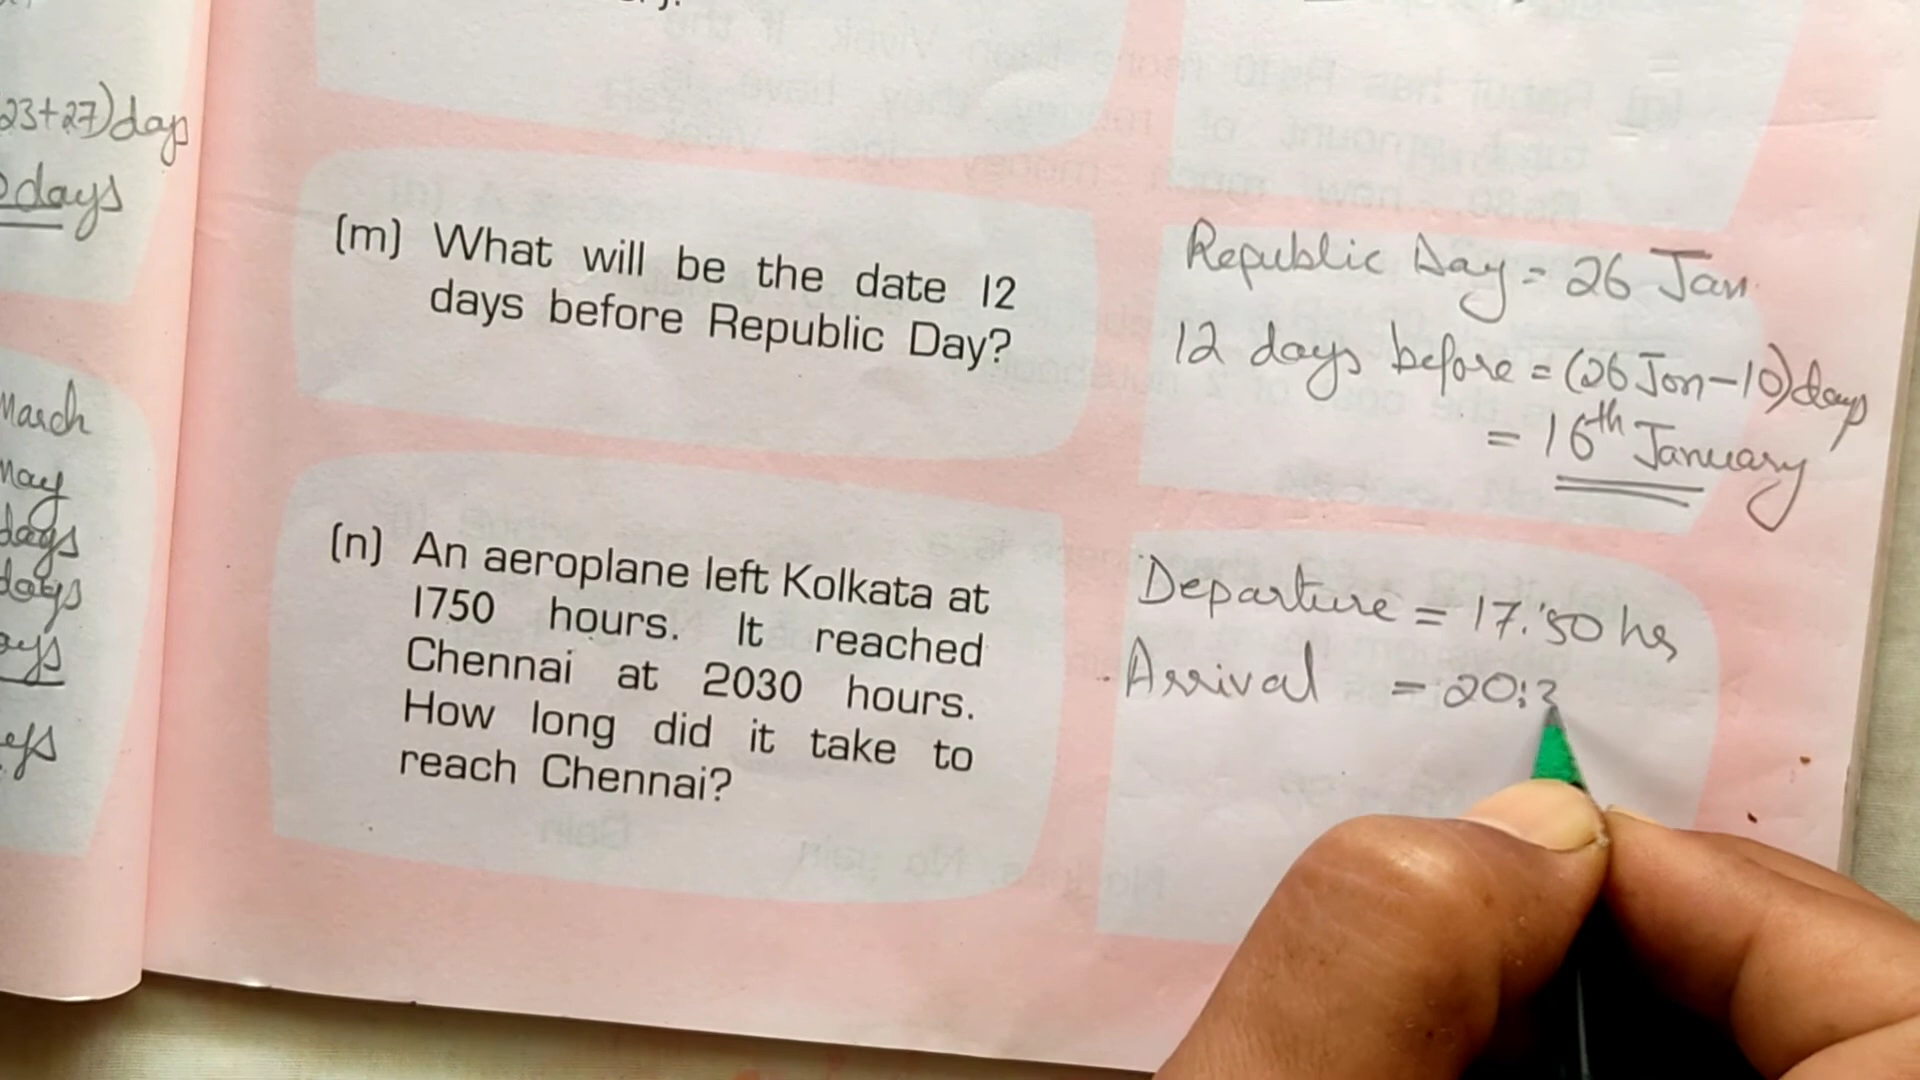 23+27)days
days
March
May
days
days
ays
(m) What will be the date 12
days before Republic Day?
Republic Day = 26 Jan
12 days before = (26 Jan-10)days
= 16th January
(n) An aeroplane left Kolkata at
1750 hours. It reached
Chennai at 2030 hours.
How long did it take to
reach Chennai?
Departure = 17:50 hrs
Arrival = 20:3